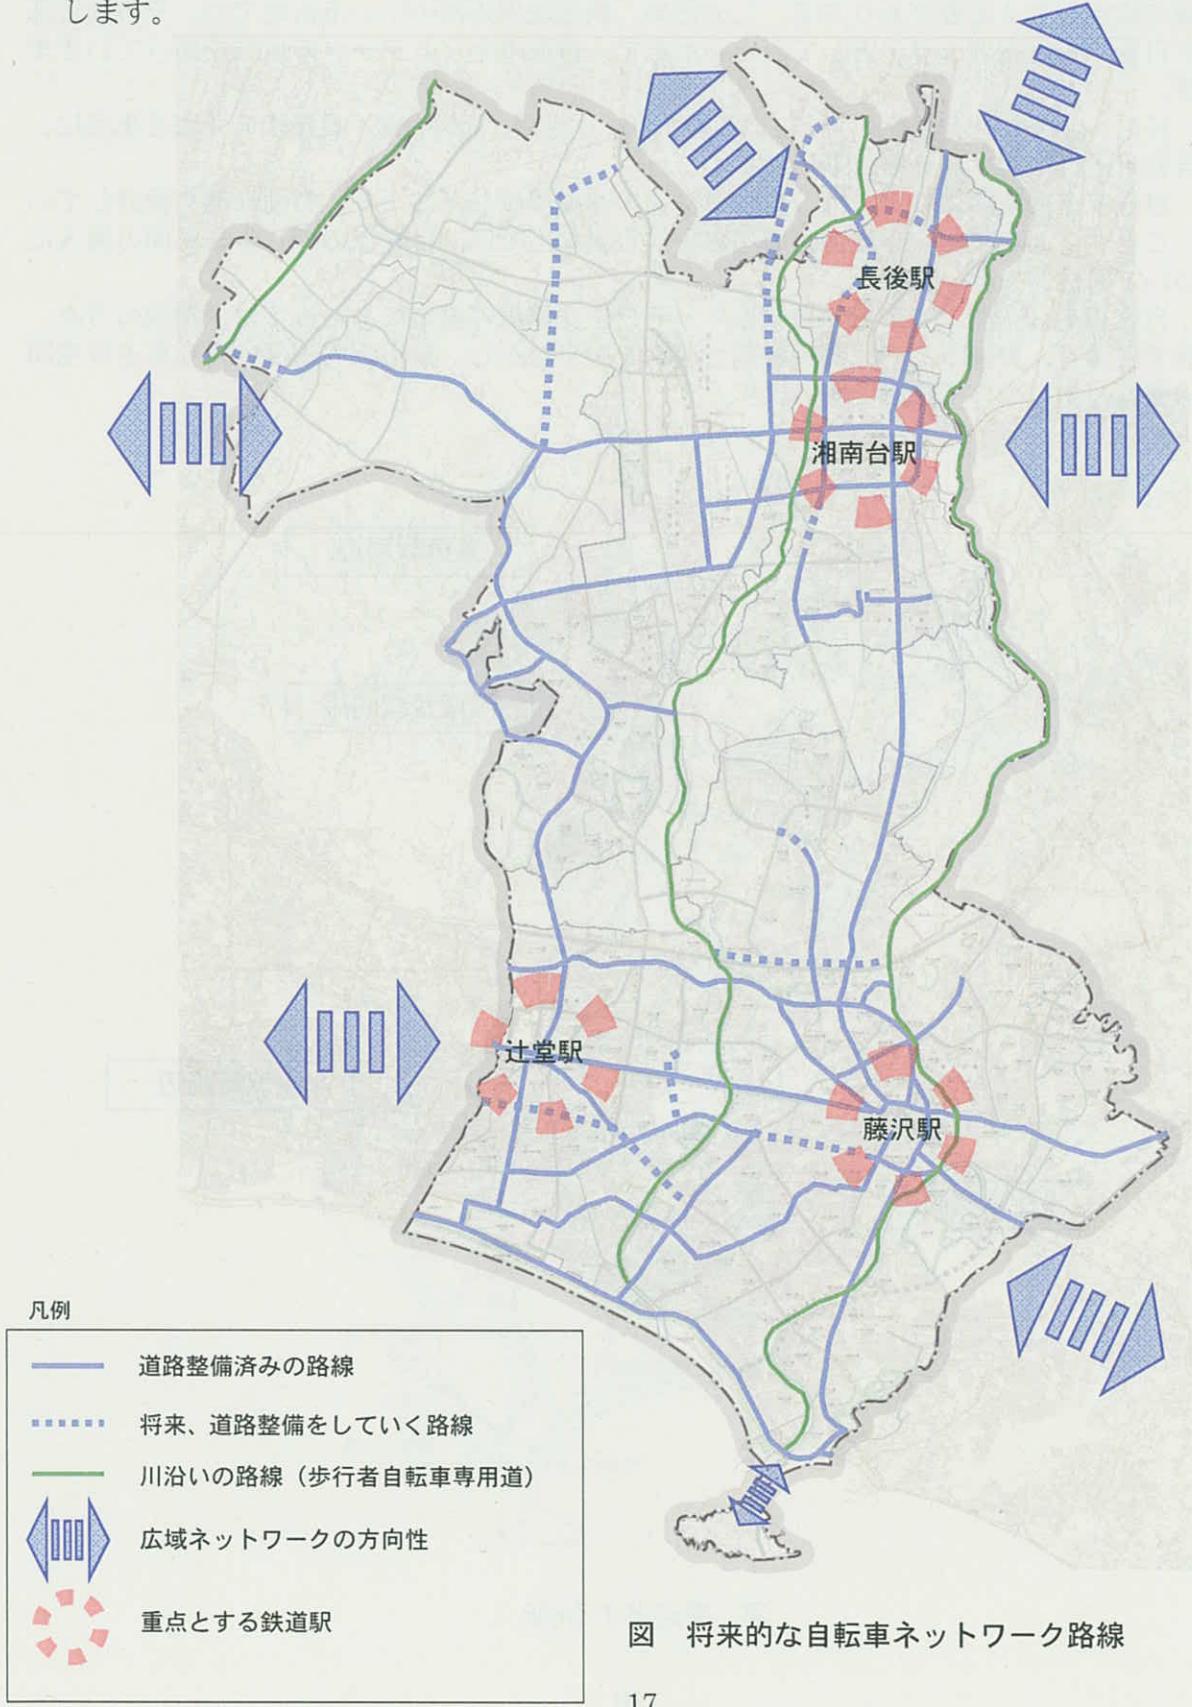 します。
長後駅
湘南台駅
辻堂駅
藤沢駅
凡例
道路整備済みの路線
将来、道路整備をしていく路線
川沿いの路線（歩行者自転車専用道）
広域ネットワークの方向性
重点とする鉄道駅
図　将来的な自転車ネットワーク路線
17